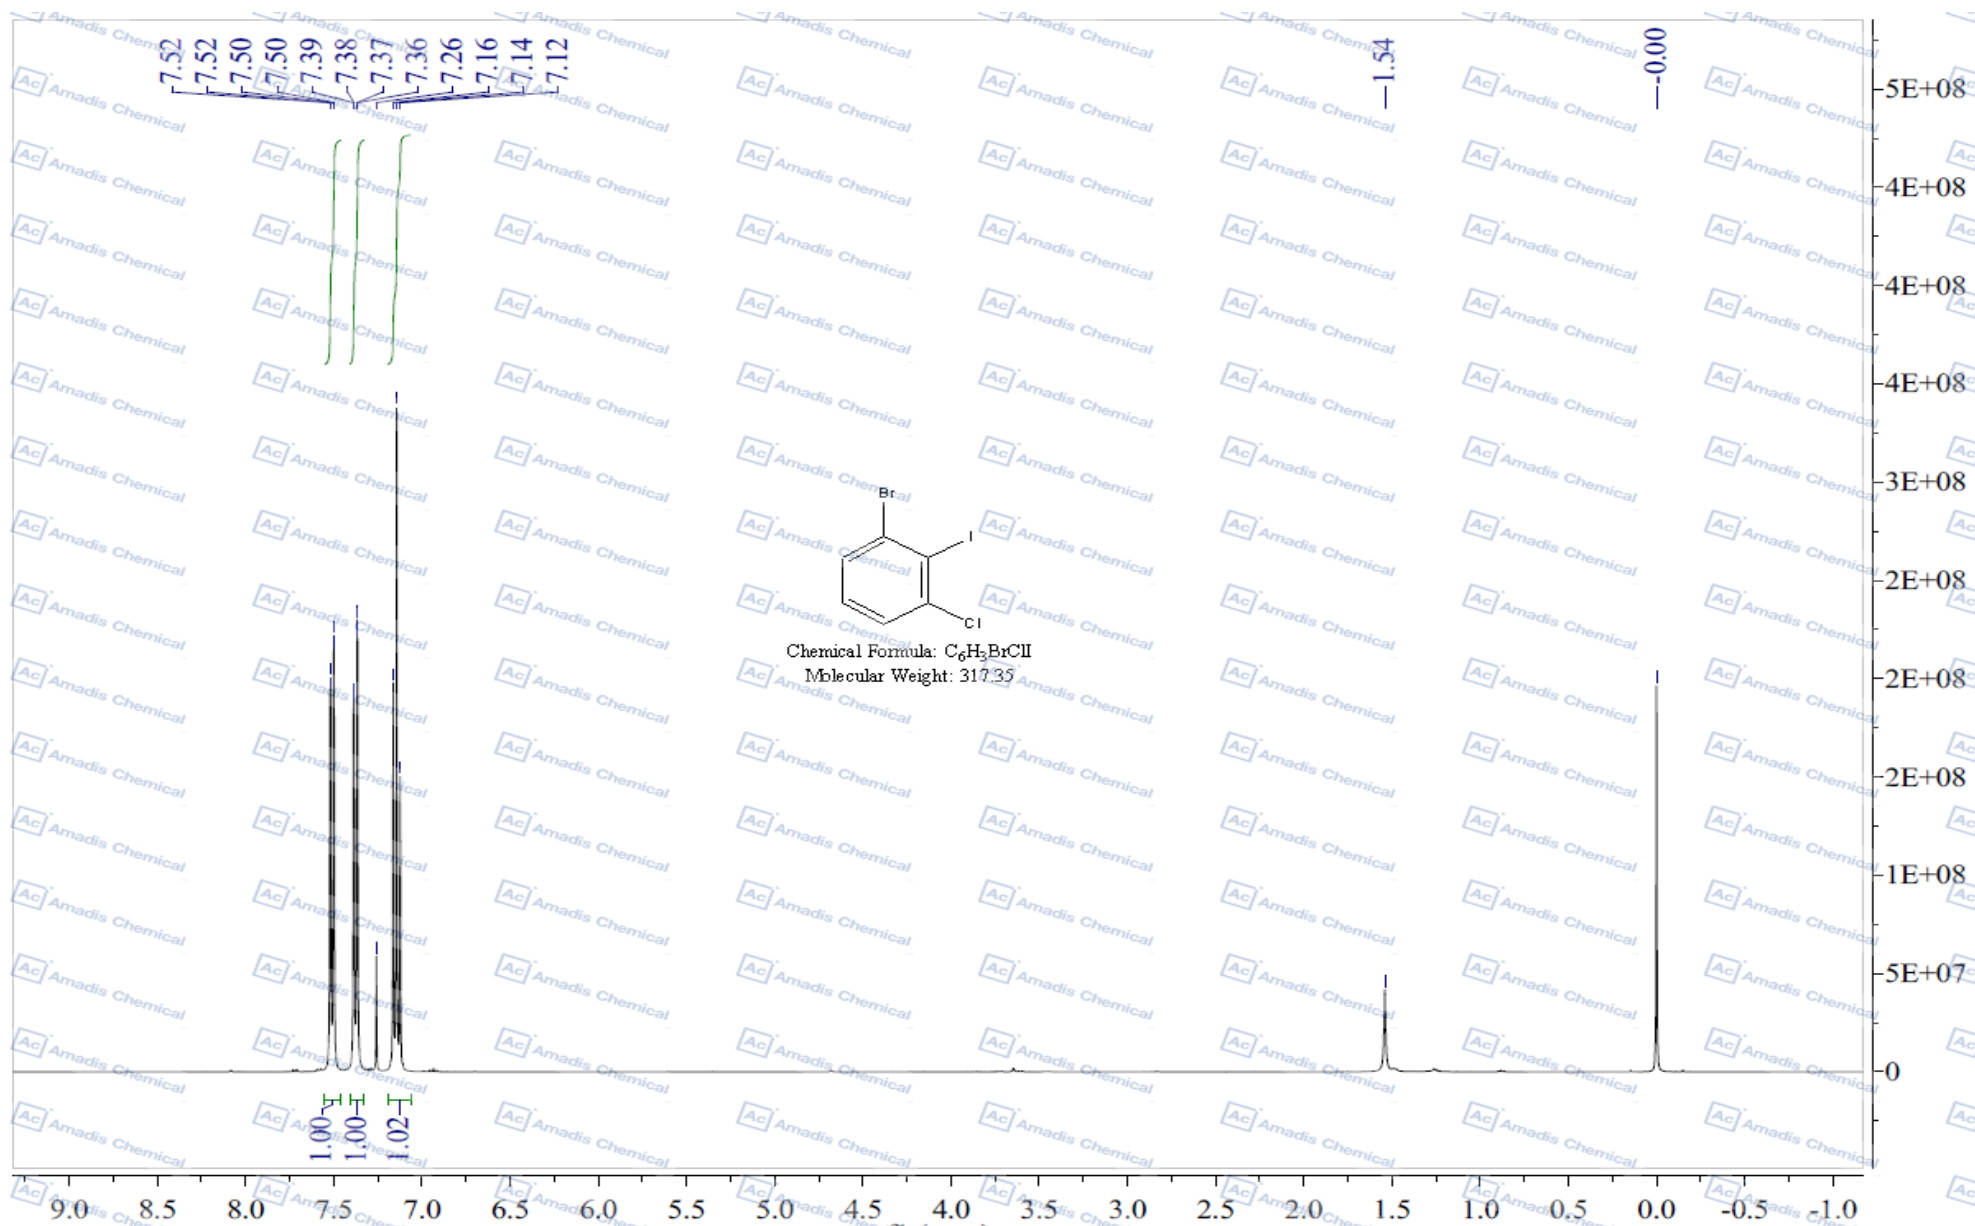 7.52
7.52
7.50
7.50
7.39
7.38
7.37
7.36
7.26
7.16
7.14
7.12
1.54
-0.00
5E+08
4E+08
4E+08
4E+08
3E+08
2E+08
2E+08
2E+08
1E+08
5E+07
0
Br
I
Cl
Chemical Formula: C6H3BrClI
Molecular Weight: 317.35
1.00
1.00
1.02
9.0 8.5 8.0 7.5 7.0 6.5 6.0 5.5 5.0 4.5 4.0 3.5 3.0 2.5 2.0 1.5 1.0 0.5 0.0 -0.5 -1.0
Ac Amadis Chemical